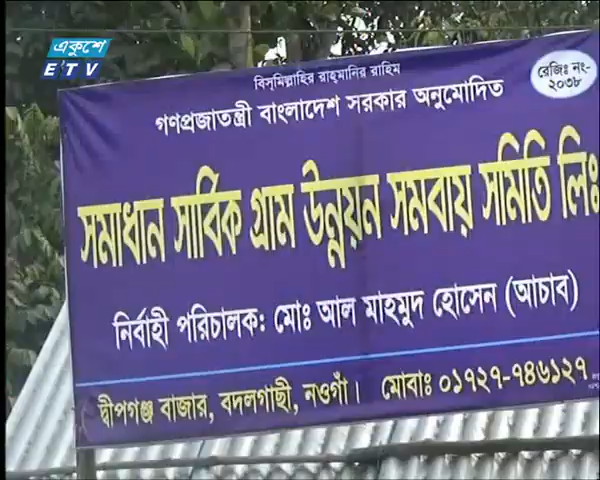 একুশে
ETV
বিসমিল্লাহির রাহমানির রাহিম
রেজিঃ নং-
২০৩৮
গণপ্রজাতন্ত্রী বাংলাদেশ সরকার অনুমোদিত
সমাধান সার্বিক গ্রাম উন্নয়ন সমবায় সমিতি লিঃ
নির্বাহী পরিচালক: মোঃ আল মাহমুদ হোসেন (আচাব)
দ্বীপগঞ্জ বাজার, বদলগাছী, নওগাঁ। মোবাঃ ০১৭২৭-৭৪৬১২৭